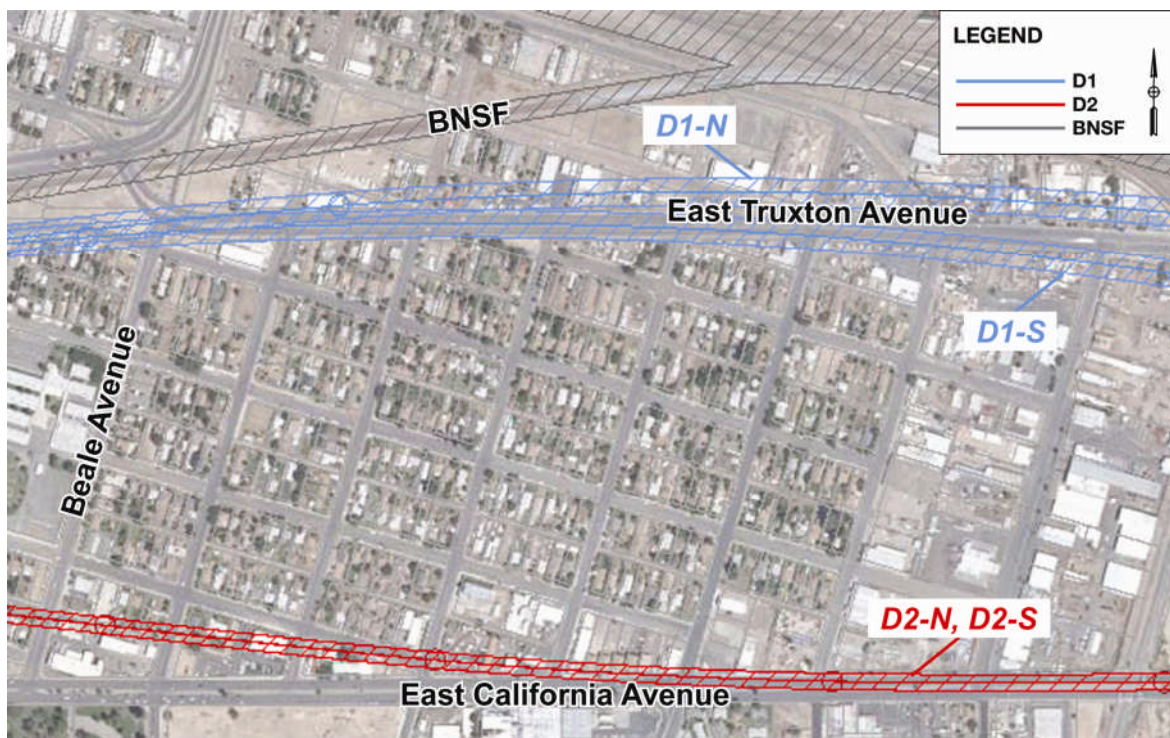 LEGEND
D1
D2
BNSF
BNSF
D1-N
East Truxton Avenue
D1-S
Beale Avenue
D2-N, D2-S
East California Avenue